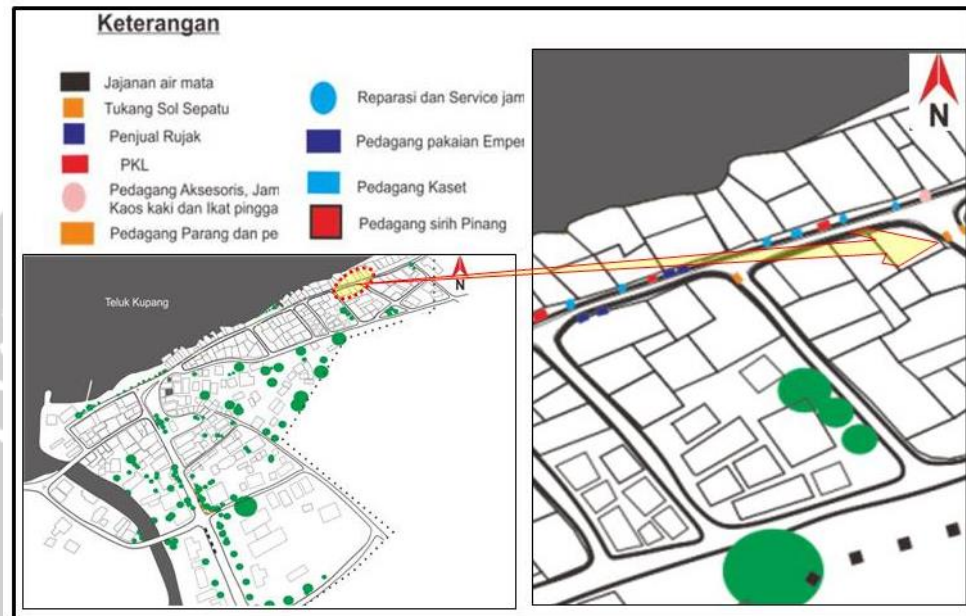 Keterangan
Jajanan air mata
Tukang Sol Sepatu
Penjual Rujak
PKL
Pedagang Aksesoris, Jam
Kaos kaki dan Ikat pingga
Pedagang Parang dan pe
Reparasi dan Service jam
Pedagang pakaian Emper
Pedagang Kaset
Pedagang sirih Pinang
Teluk Kupang
N
N